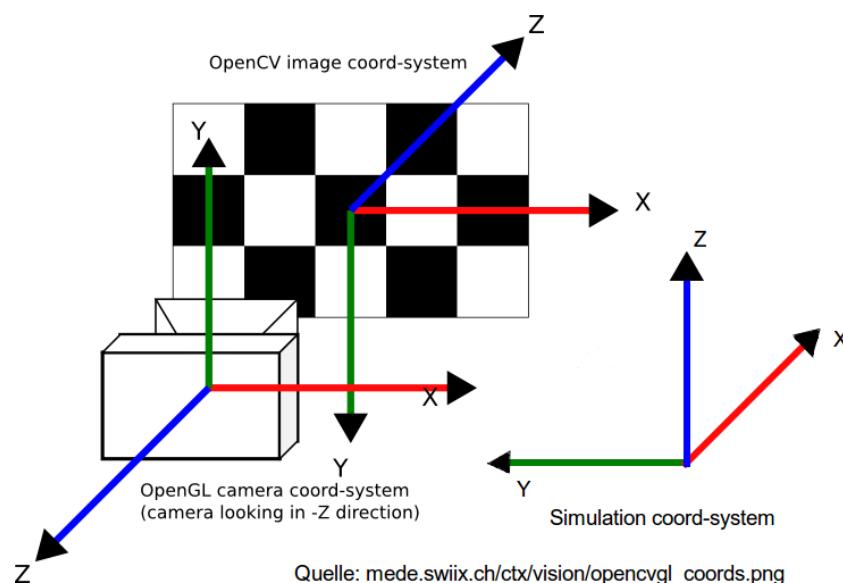 Z
OpenCV image coord-system
Y
X
Z
X
X
Y
Y
OpenGL camera coord-system
(camera looking in -Z direction)
Simulation coord-system
Z
Quelle: mede.swiix.ch/ctx/vision/opencvgl_coords.png